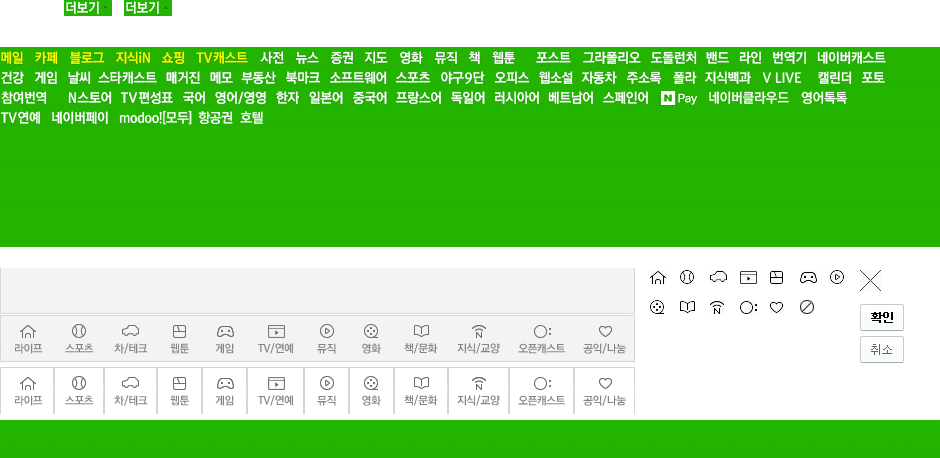 더보기 더보기
메일 카페 블로그 지식iN 쇼핑 TV캐스트 사전 뉴스 증권 지도 영화 뮤직 책 웹툰 포스트 그라폴리오 도돌런처 밴드 라인 번역기 네이버캐스트
건강 게임 날씨 스타캐스트 매거진 메모 부동산 북마크 소프트웨어 스포츠 야구9단 오피스 웹소설 자동차 주소록 폴라 지식백과 V LIVE 캘린더 포토
참여번역 N스토어 TV편성표 국어 영어/영영 한자 일본어 중국어 프랑스어 독일어 러시아어 베트남어 스페인어 N Pay 네이버클라우드 영어톡톡
TV연예 네이버페이 modoo![모두] 항공권 호텔
라이프 스포츠 차/테크 웹툰 게임 TV/연예 뮤직 영화 책/문화 지식/교양 오픈캐스트 공익/나눔
확인
취소
라이프 스포츠 차/테크 웹툰 게임 TV/연예 뮤직 영화 책/문화 지식/교양 오픈캐스트 공익/나눔